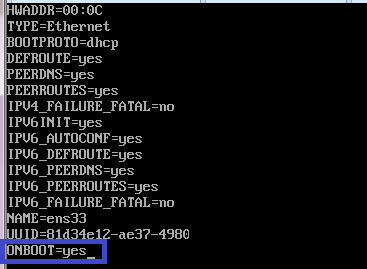 HWADDR=00:0C
TYPE=Ethernet
BOOTPROTO=dhcp
DEFROUTE=yes
PEERDNS=yes
PEERROUTES=yes
IPV4_FAILURE_FATAL=no
IPV6INIT=yes
IPV6_AUTOCONF=yes
IPV6_DEFROUTE=yes
IPV6_PEERDNS=yes
IPV6_PEERROUTES=yes
IPV6_FAILURE_FATAL=no
NAME=ens33
UUID=81d34e12-ae37-4980
ONBOOT=yes_